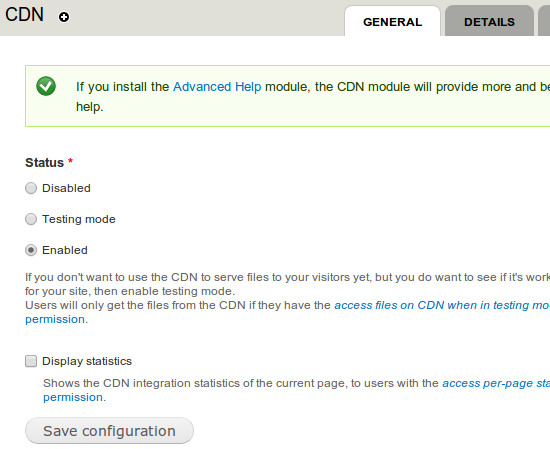 CDN
GENERAL
DETAILS
If you install the Advanced Help module, the CDN module will provide more and be
help.
Status *
Disabled
Testing mode
Enabled
If you don't want to use the CDN to serve files to your visitors yet, but you do want to see if it's work
for your site, then enable testing mode.
Users will only get the files from the CDN if they have the access files on CDN when in testing mo
permission.
Display statistics
Shows the CDN integration statistics of the current page, to users with the access per-page sta
permission.
Save configuration